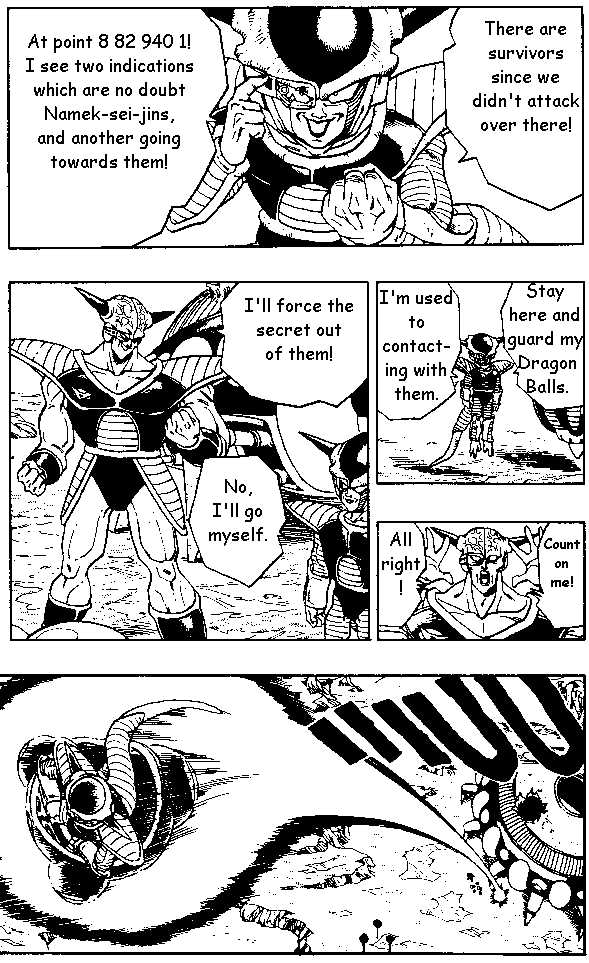 At point 8 82 940 1!
I see two indications
which are no doubt
Namek-sei-jins,
and another going
towards them!
There are
survivors
since we
didn't attack
over there!
I'll force the
secret out
of them!
No,
I'll go
myself.
I'm used
to
contact-
ing with
them.
Stay
here and
guard my
Dragon
Balls.
All
right
!
Count
on
me!